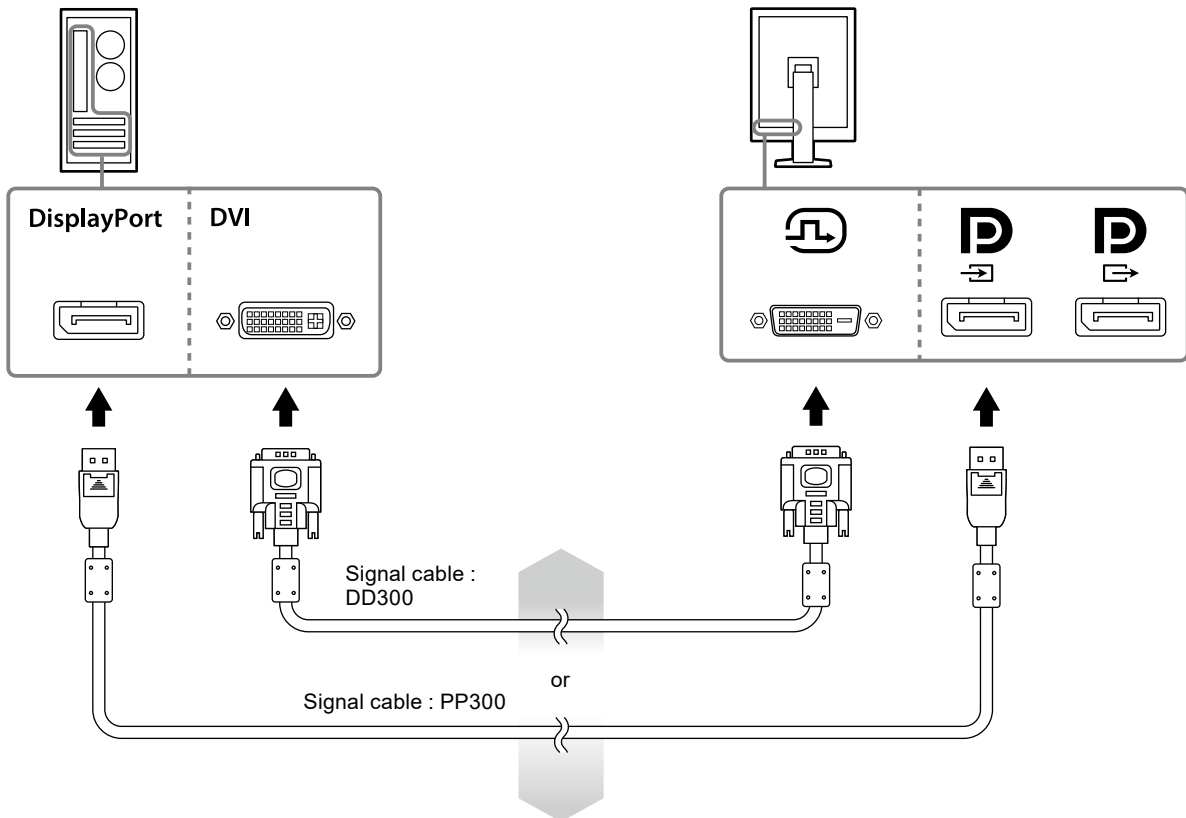 DisplayPort
DVI
Signal cable :
DD300
or
Signal cable : PP300